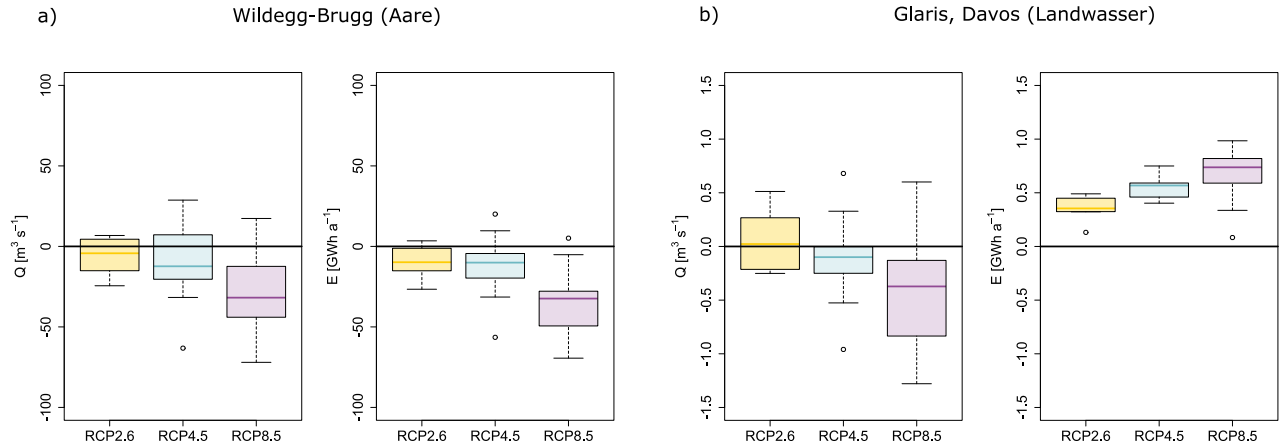 a)
Wildegg-Brugg (Aare)
b)
Glaris, Davos (Landwasser)
Q [m³ s⁻¹]
100
50
0
-50
-100
RCP2.6 RCP4.5 RCP8.5
E [GWh a⁻¹]
100
50
0
-50
-100
RCP2.6 RCP4.5 RCP8.5
Q [m³ s⁻¹]
1.5
1.0
0.5
0.0
-0.5
-1.0
-1.5
RCP2.6 RCP4.5 RCP8.5
E [GWh a⁻¹]
1.5
1.0
0.5
0.0
-0.5
-1.0
-1.5
RCP2.6 RCP4.5 RCP8.5